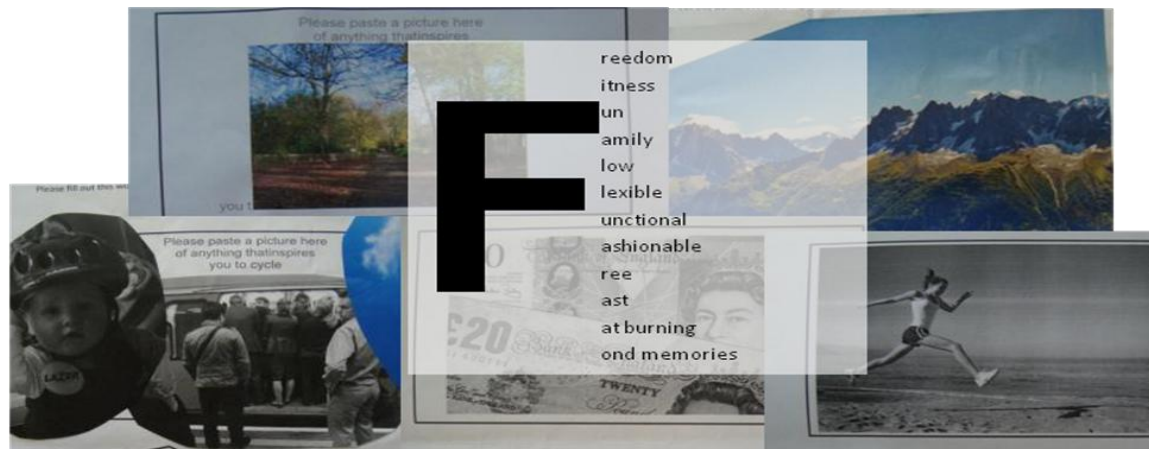 Please paste a picture here
of anything thatinspires
you t
F
reedom
itness
un
amily
low
lexible
unctional
ashionable
ree
ast
at burning
ond memories
Please fill out this wo
Please paste a picture here
of anything thatinspires
you to cycle
LAZER
£20
TWENTY